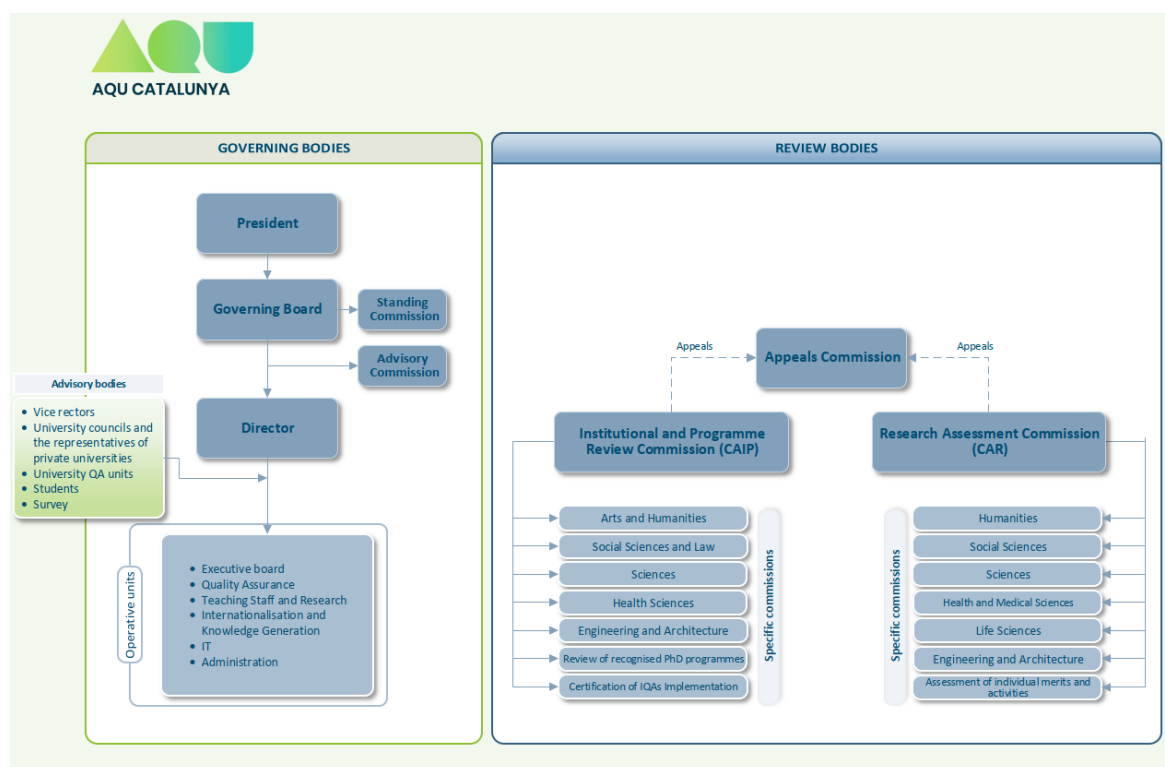 AQU
AQU CATALUNYA
GOVERNING BODIES
President
Governing Board
Standing
Commission
Advisory
Commission
Director
Advisory bodies
• Vice rectors
• University councils and
the representatives of
private universities
• University QA units
• Students
• Survey
Operative units
• Executive board
• Quality Assurance
• Teaching Staff and Research
• Internationalisation and
Knowledge Generation
• IT
• Administration
REVIEW BODIES
Appeals
Appeals Commission
Appeals
Institutional and Programme
Review Commission (CAIP)
Arts and Humanities
Social Sciences and Law
Sciences
Health Sciences
Engineering and Architecture
Review of recognised PhD programmes
Certification of IQAs Implementation
Specific commissions
Research Assessment Commission
(CAR)
Specific commissions
Humanities
Social Sciences
Sciences
Health and Medical Sciences
Life Sciences
Engineering and Architecture
Assessment of individual merits and
activities